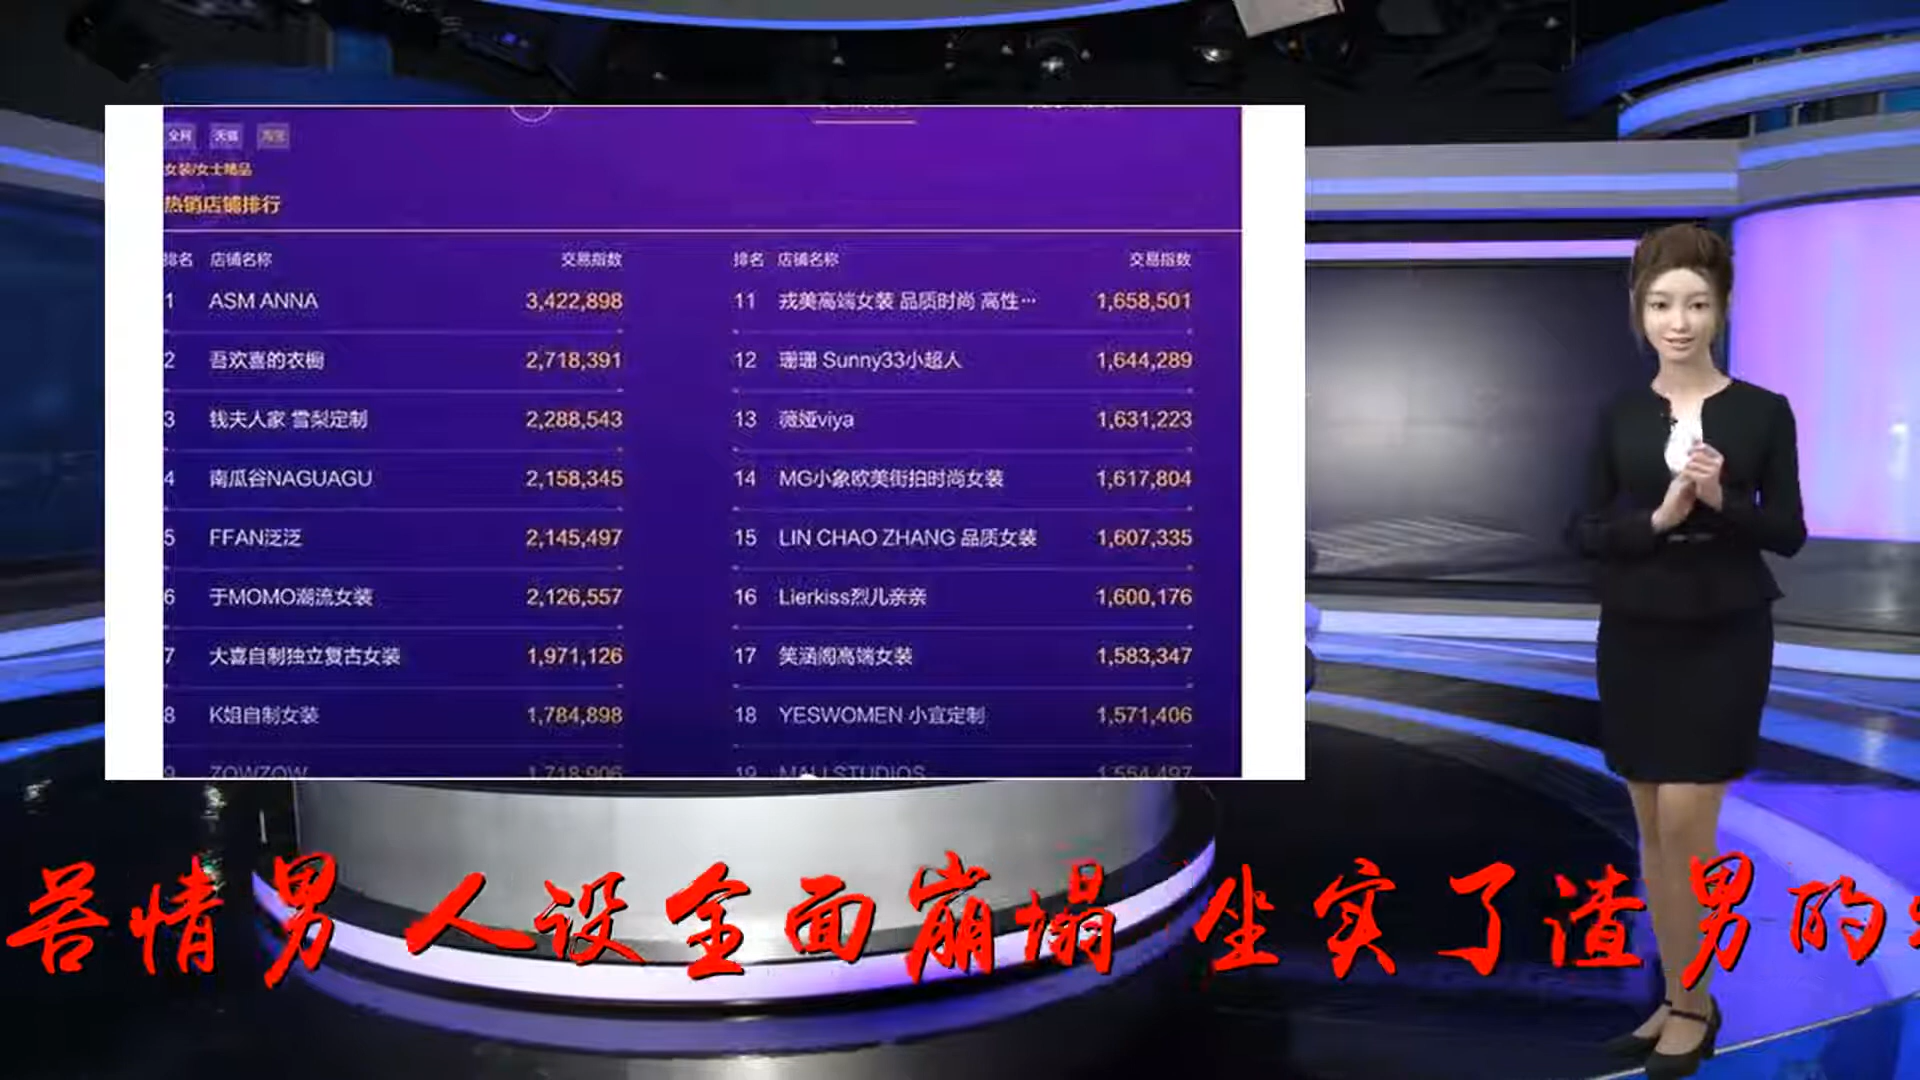 全网 天猫 淘宝
女装/女士精品
热销店铺排行
排名 店铺名称 交易指数 排名 店铺名称 交易指数
1 ASM ANNA 3,422,898 11 戎美高端女装 品质时尚 高性… 1,658,501
2 吾欢喜的衣橱 2,718,391 12 珊珊 Sunny33小超人 1,644,289
3 钱夫人家 雪梨定制 2,288,543 13 薇娅viya 1,631,223
4 南瓜谷NAGUAGU 2,158,345 14 MG小象欧美街拍时尚女装 1,617,804
5 FFAN泛泛 2,145,497 15 LIN CHAO ZHANG 品质女装 1,607,335
6 于MOMO潮流女装 2,126,557 16 Lierkiss烈儿亲亲 1,600,176
7 大喜自制独立复古女装 1,971,126 17 笑涵阁高端女装 1,583,347
8 K姐自制女装 1,784,898 18 YESWOMEN 小宜定制 1,571,406
9 ZOWZOW 1,718,906 19 MALI STUDIOS 1,554,497
苦情男 人设全面崩塌 坐实了渣男的